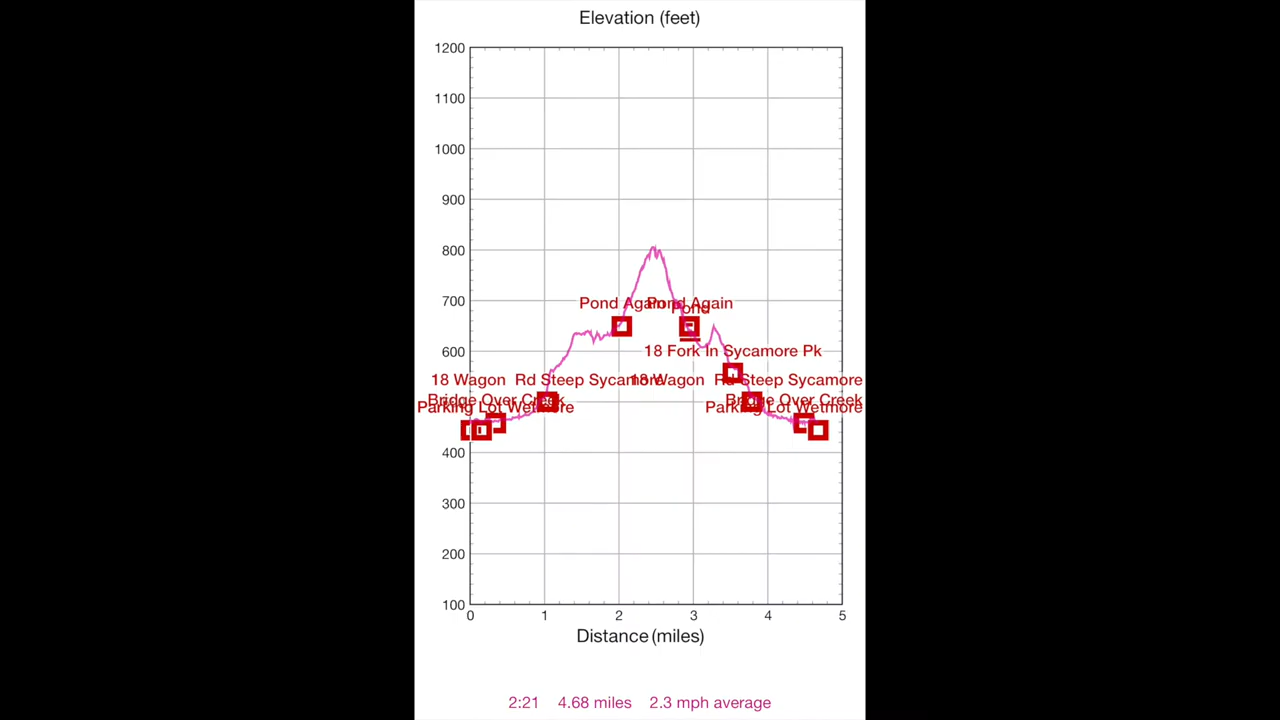 Elevation (feet)
1200
1100
1000
900
800
700
600
400
300
200
100
Pond Again
Pond Again
Pond
18 Fork In Sycamore Pk
18 Wagon Rd Steep Sycamore
18 Wagon Rd Steep Sycamore
Bridge Over Creek
Bridge Over Creek
Parking Lot Wetmore
Parking Lot Wetmore
0 1 2 3 4 5
Distance (miles)
2:21 4.68 miles 2.3 mph average